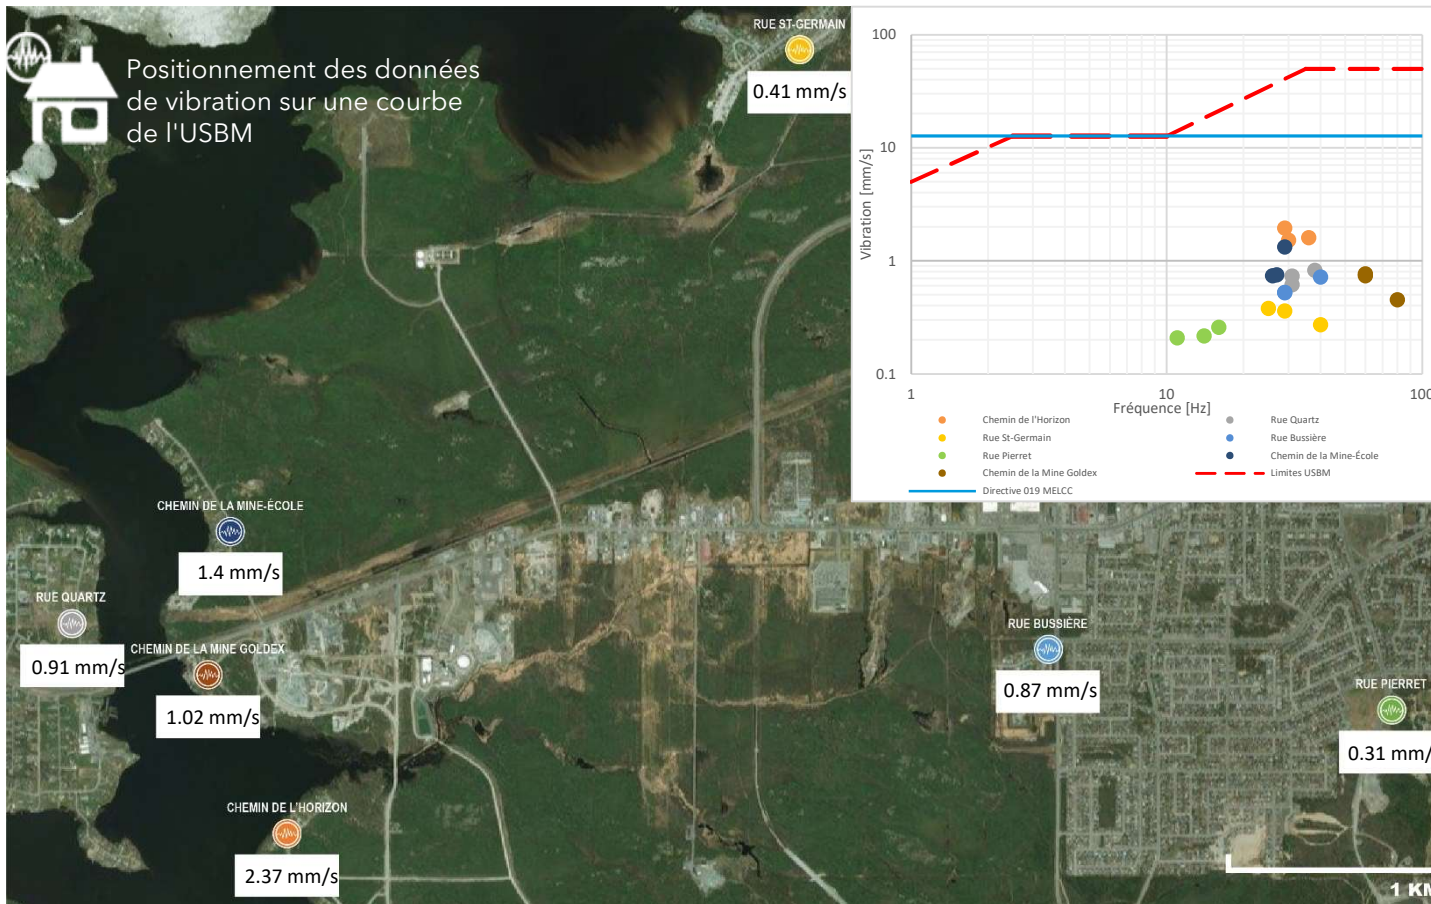 Positionnement des données
de vibration sur une courbe
de l'USBM
RUE ST-GERMAIN
0.41 mm/s
CHEMIN DE LA MINE-ÉCOLE
1.4 mm/s
RUE QUARTZ
0.91 mm/s
CHEMIN DE LA MINE GOLDEX
1.02 mm/s
CHEMIN DE L'HORIZON
2.37 mm/s
RUE BUSSIÈRE
0.87 mm/s
RUE PIERRET
0.31 mm/
1 KM
Vibration [mm/s]
100
10
1
0.1
1
10
100
Fréquence [Hz]
Chemin de l'Horizon
Rue Quartz
Rue St-Germain
Rue Bussière
Rue Pierret
Chemin de la Mine-École
Chemin de la Mine Goldex
Limites USBM
Directive 019 MELCC